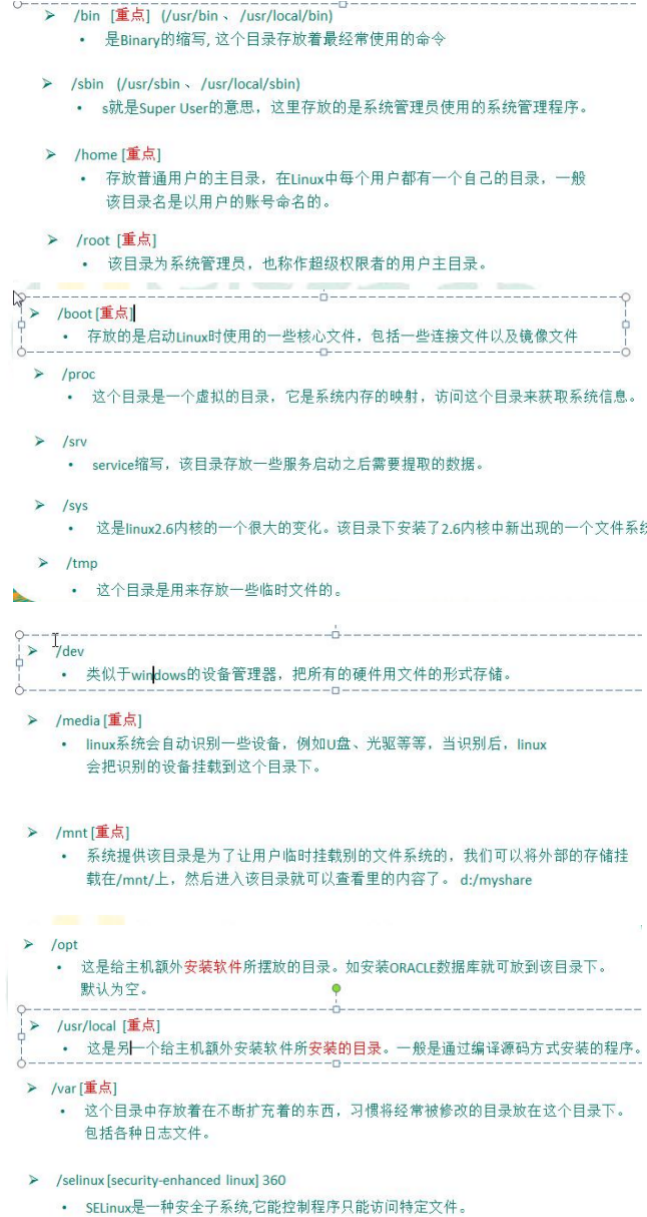 ➢ /bin [重点] (/usr/bin 、 /usr/local/bin)
• 是Binary的缩写, 这个目录存放着最经常使用的命令
➢ /sbin (/usr/sbin 、 /usr/local/sbin)
• s就是Super User的意思，这里存放的是系统管理员使用的系统管理程序。
➢ /home [重点]
• 存放普通用户的主目录，在Linux中每个用户都有一个自己的目录，一般
该目录名是以用户的账号命名的。
➢ /root [重点]
• 该目录为系统管理员，也称作超级权限者的用户主目录。
➢ /boot [重点]
• 存放的是启动Linux时使用的一些核心文件，包括一些连接文件以及镜像文件
➢ /proc
• 这个目录是一个虚拟的目录，它是系统内存的映射，访问这个目录来获取系统信息。
➢ /srv
• service缩写，该目录存放一些服务启动之后需要提取的数据。
➢ /sys
• 这是linux2.6内核的一个很大的变化。该目录下安装了2.6内核中新出现的一个文件系统
➢ /tmp
• 这个目录是用来存放一些临时文件的。
➢ /dev
• 类似于windows的设备管理器，把所有的硬件用文件的形式存储。
➢ /media [重点]
• linux系统会自动识别一些设备，例如U盘、光驱等等，当识别后，linux
会把识别的设备挂载到这个目录下。
➢ /mnt [重点]
• 系统提供该目录是为了让用户临时挂载别的文件系统的，我们可以将外部的存储挂
载在/mnt/上，然后进入该目录就可以查看里的内容了。 d:/myshare
➢ /opt
• 这是给主机额外安装软件所摆放的目录。如安装ORACLE数据库就可放到该目录下。
默认为空。
➢ /usr/local [重点]
• 这是另一个给主机额外安装软件所安装的目录。一般是通过编译源码方式安装的程序。
➢ /var [重点]
• 这个目录中存放着在不断扩充着的东西，习惯将经常被修改的目录放在这个目录下。
包括各种日志文件。
➢ /selinux [security-enhanced linux] 360
• SELinux是一种安全子系统,它能控制程序只能访问特定文件。